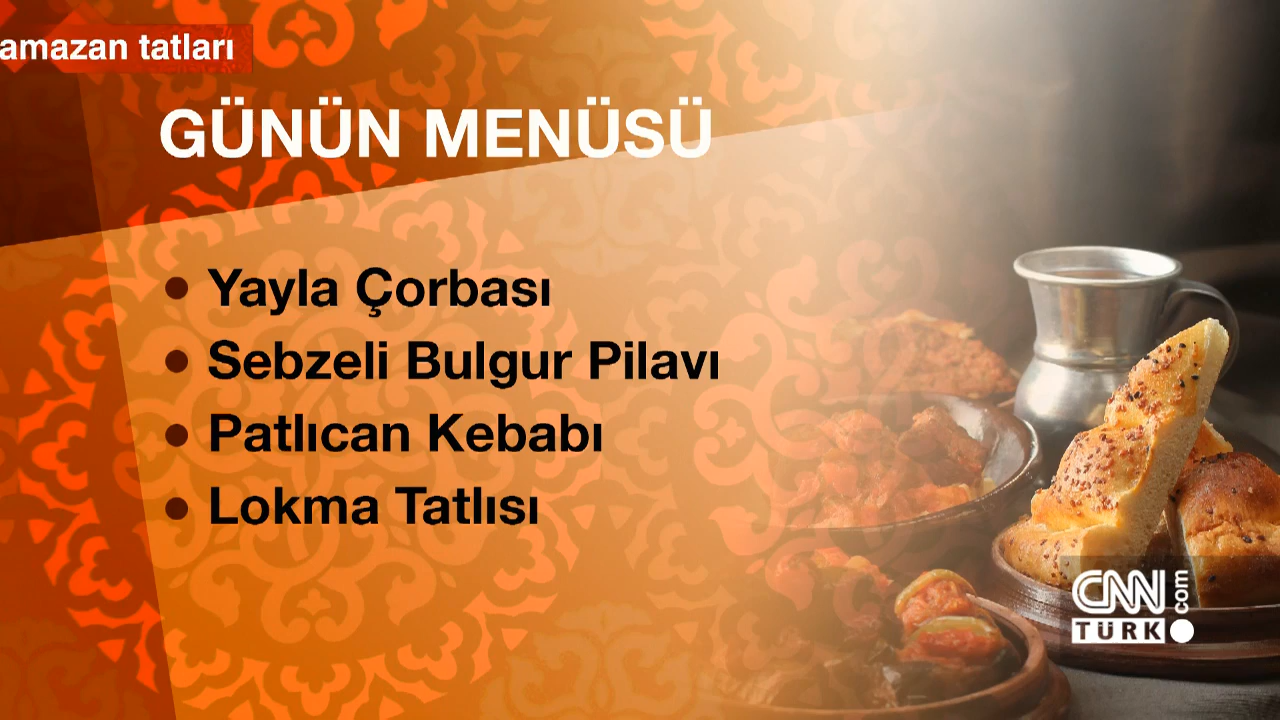 amazan tatları
GÜNÜN MENÜSÜ
• Yayla Çorbası
• Sebzeli Bulgur Pilavı
• Patlıcan Kebabı
• Lokma Tatlısı
CNN
TÜRK
.com